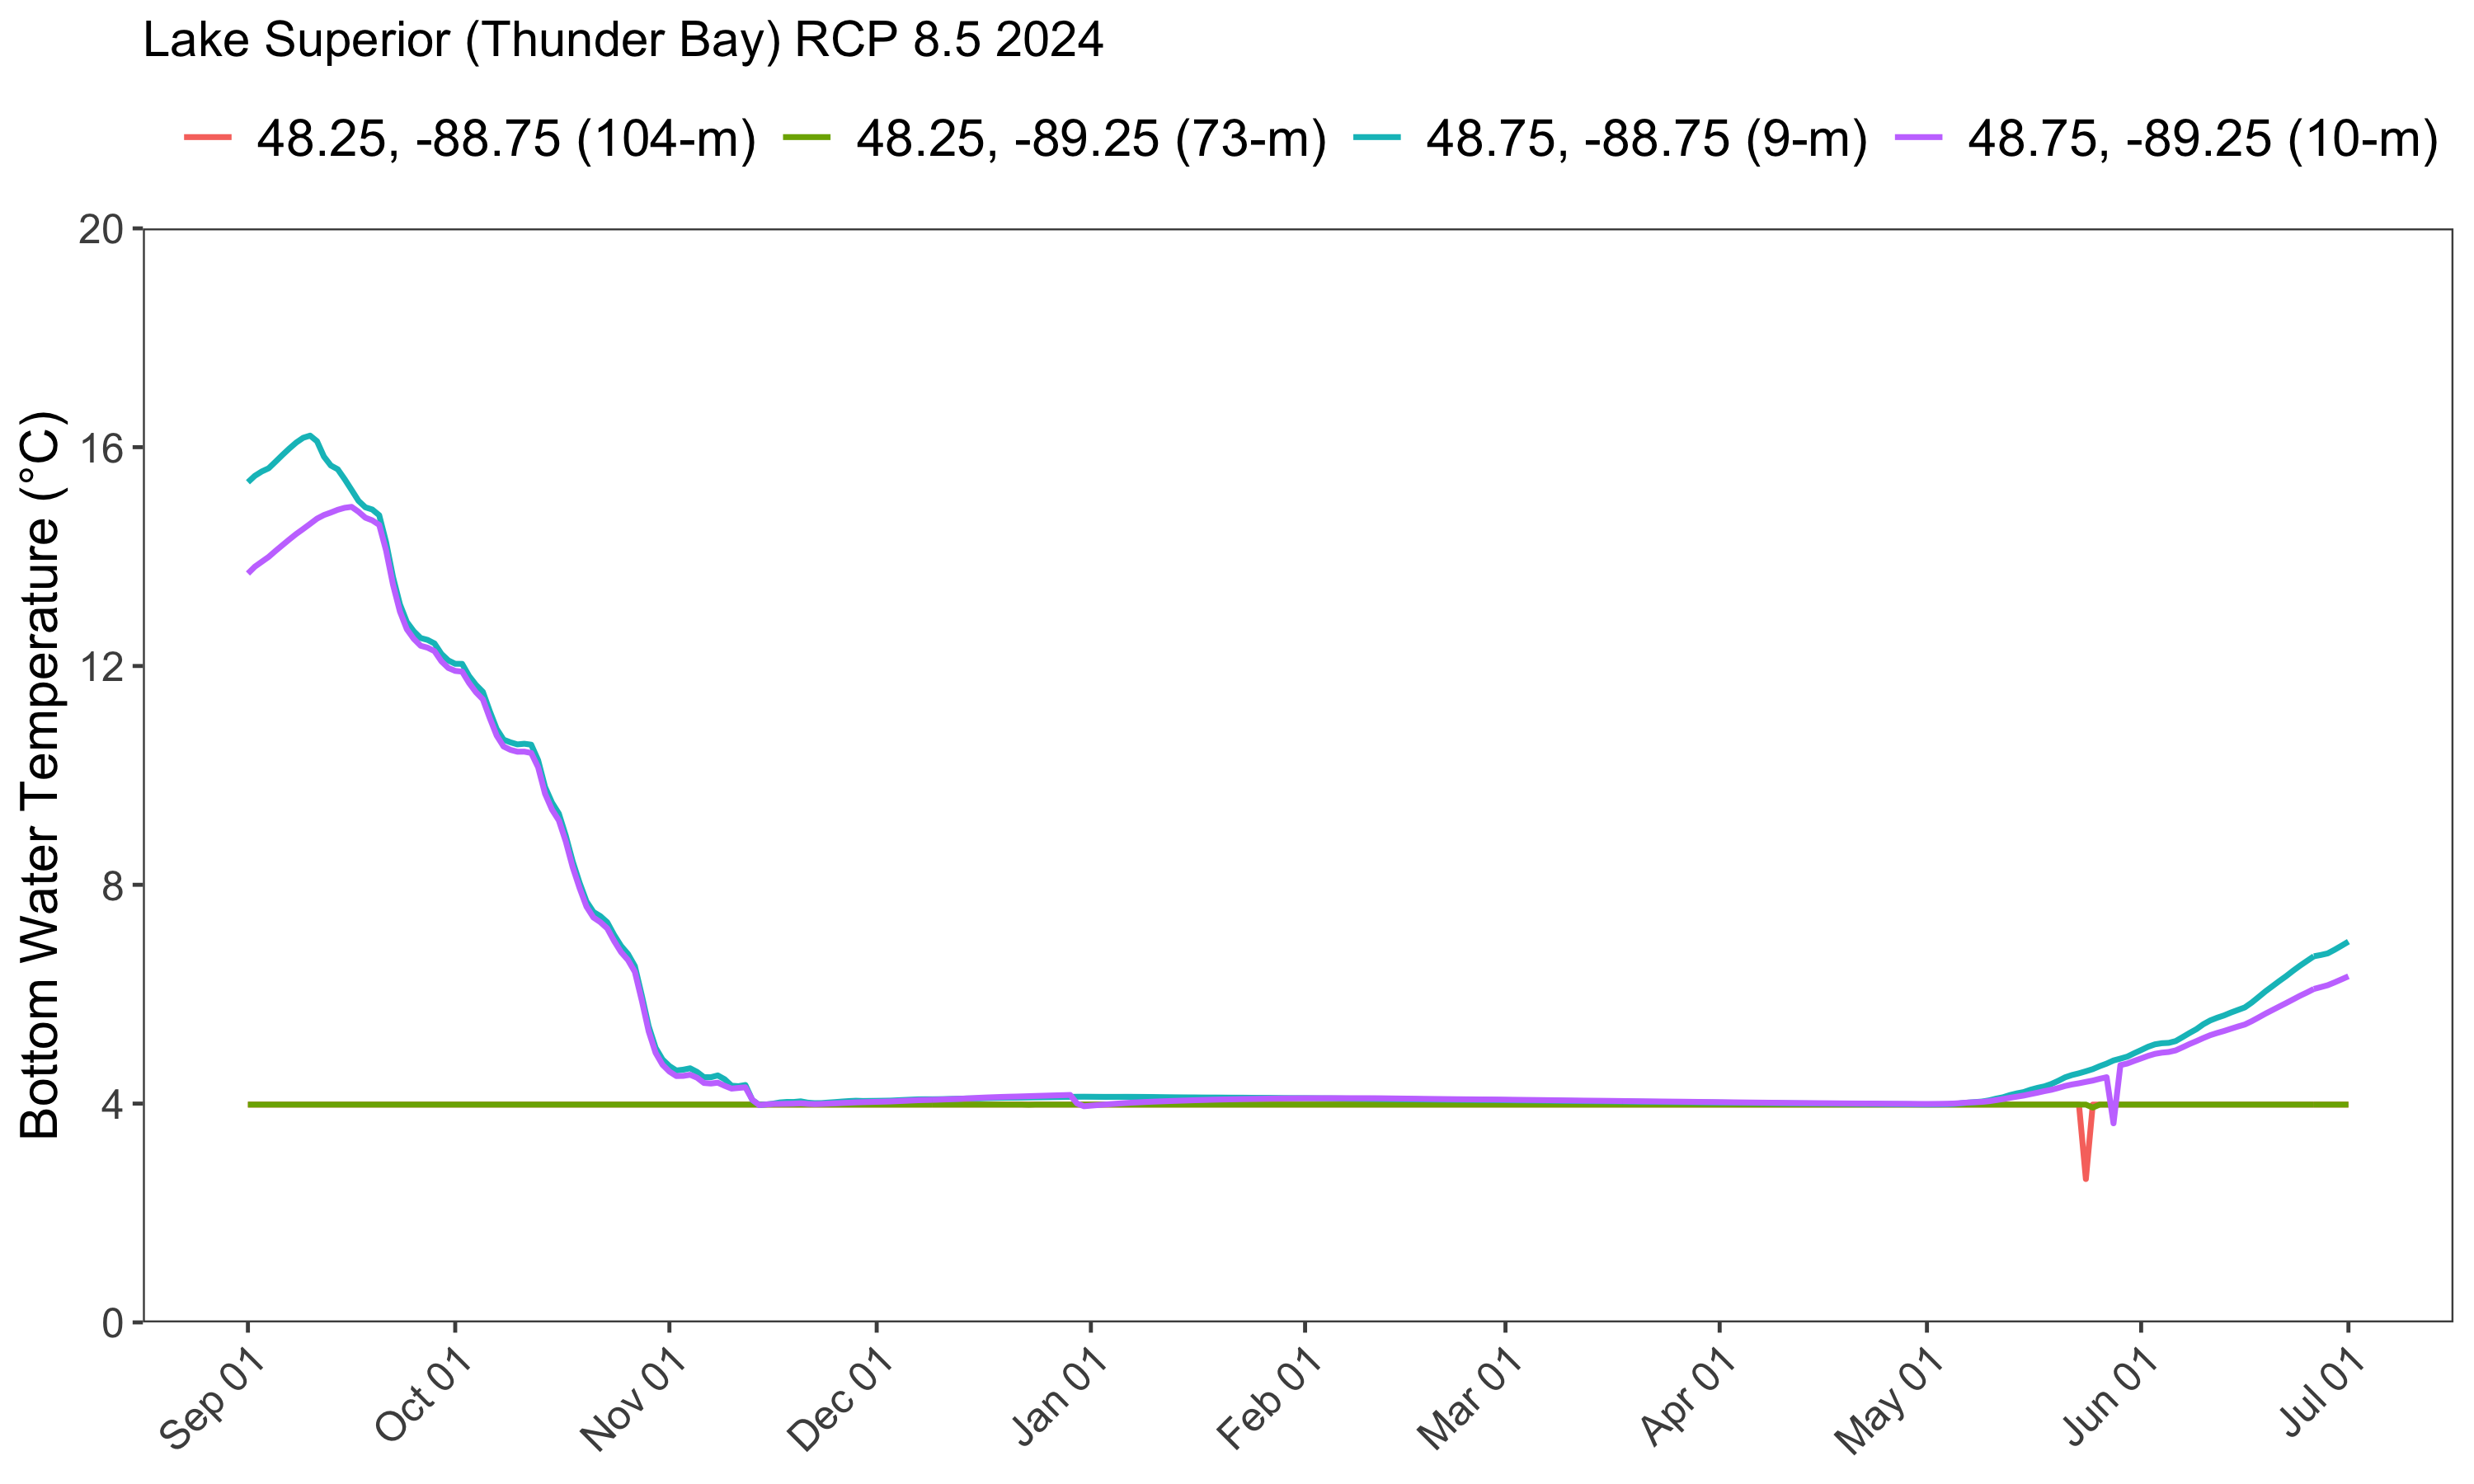 Lake Superior (Thunder Bay) RCP 8.5 2024
48.25, -88.75 (104-m) 48.25, -89.25 (73-m) 48.75, -88.75 (9-m) 48.75, -89.25 (10-m)
Bottom Water Temperature (°C)
20
16
12
8
4
0
Sep 01
Oct 01
Nov 01
Dec 01
Jan 01
Feb 01
Mar 01
Apr 01
May 01
Jun 01
Jul 01